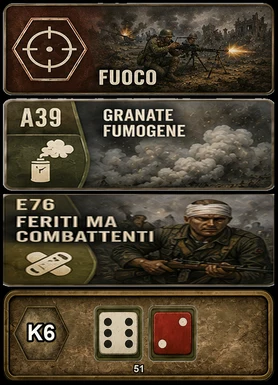 FUOCO
A39
GRANATE
FUMOGENE
E76
FERITI MA
COMBATTENTI
K6
51